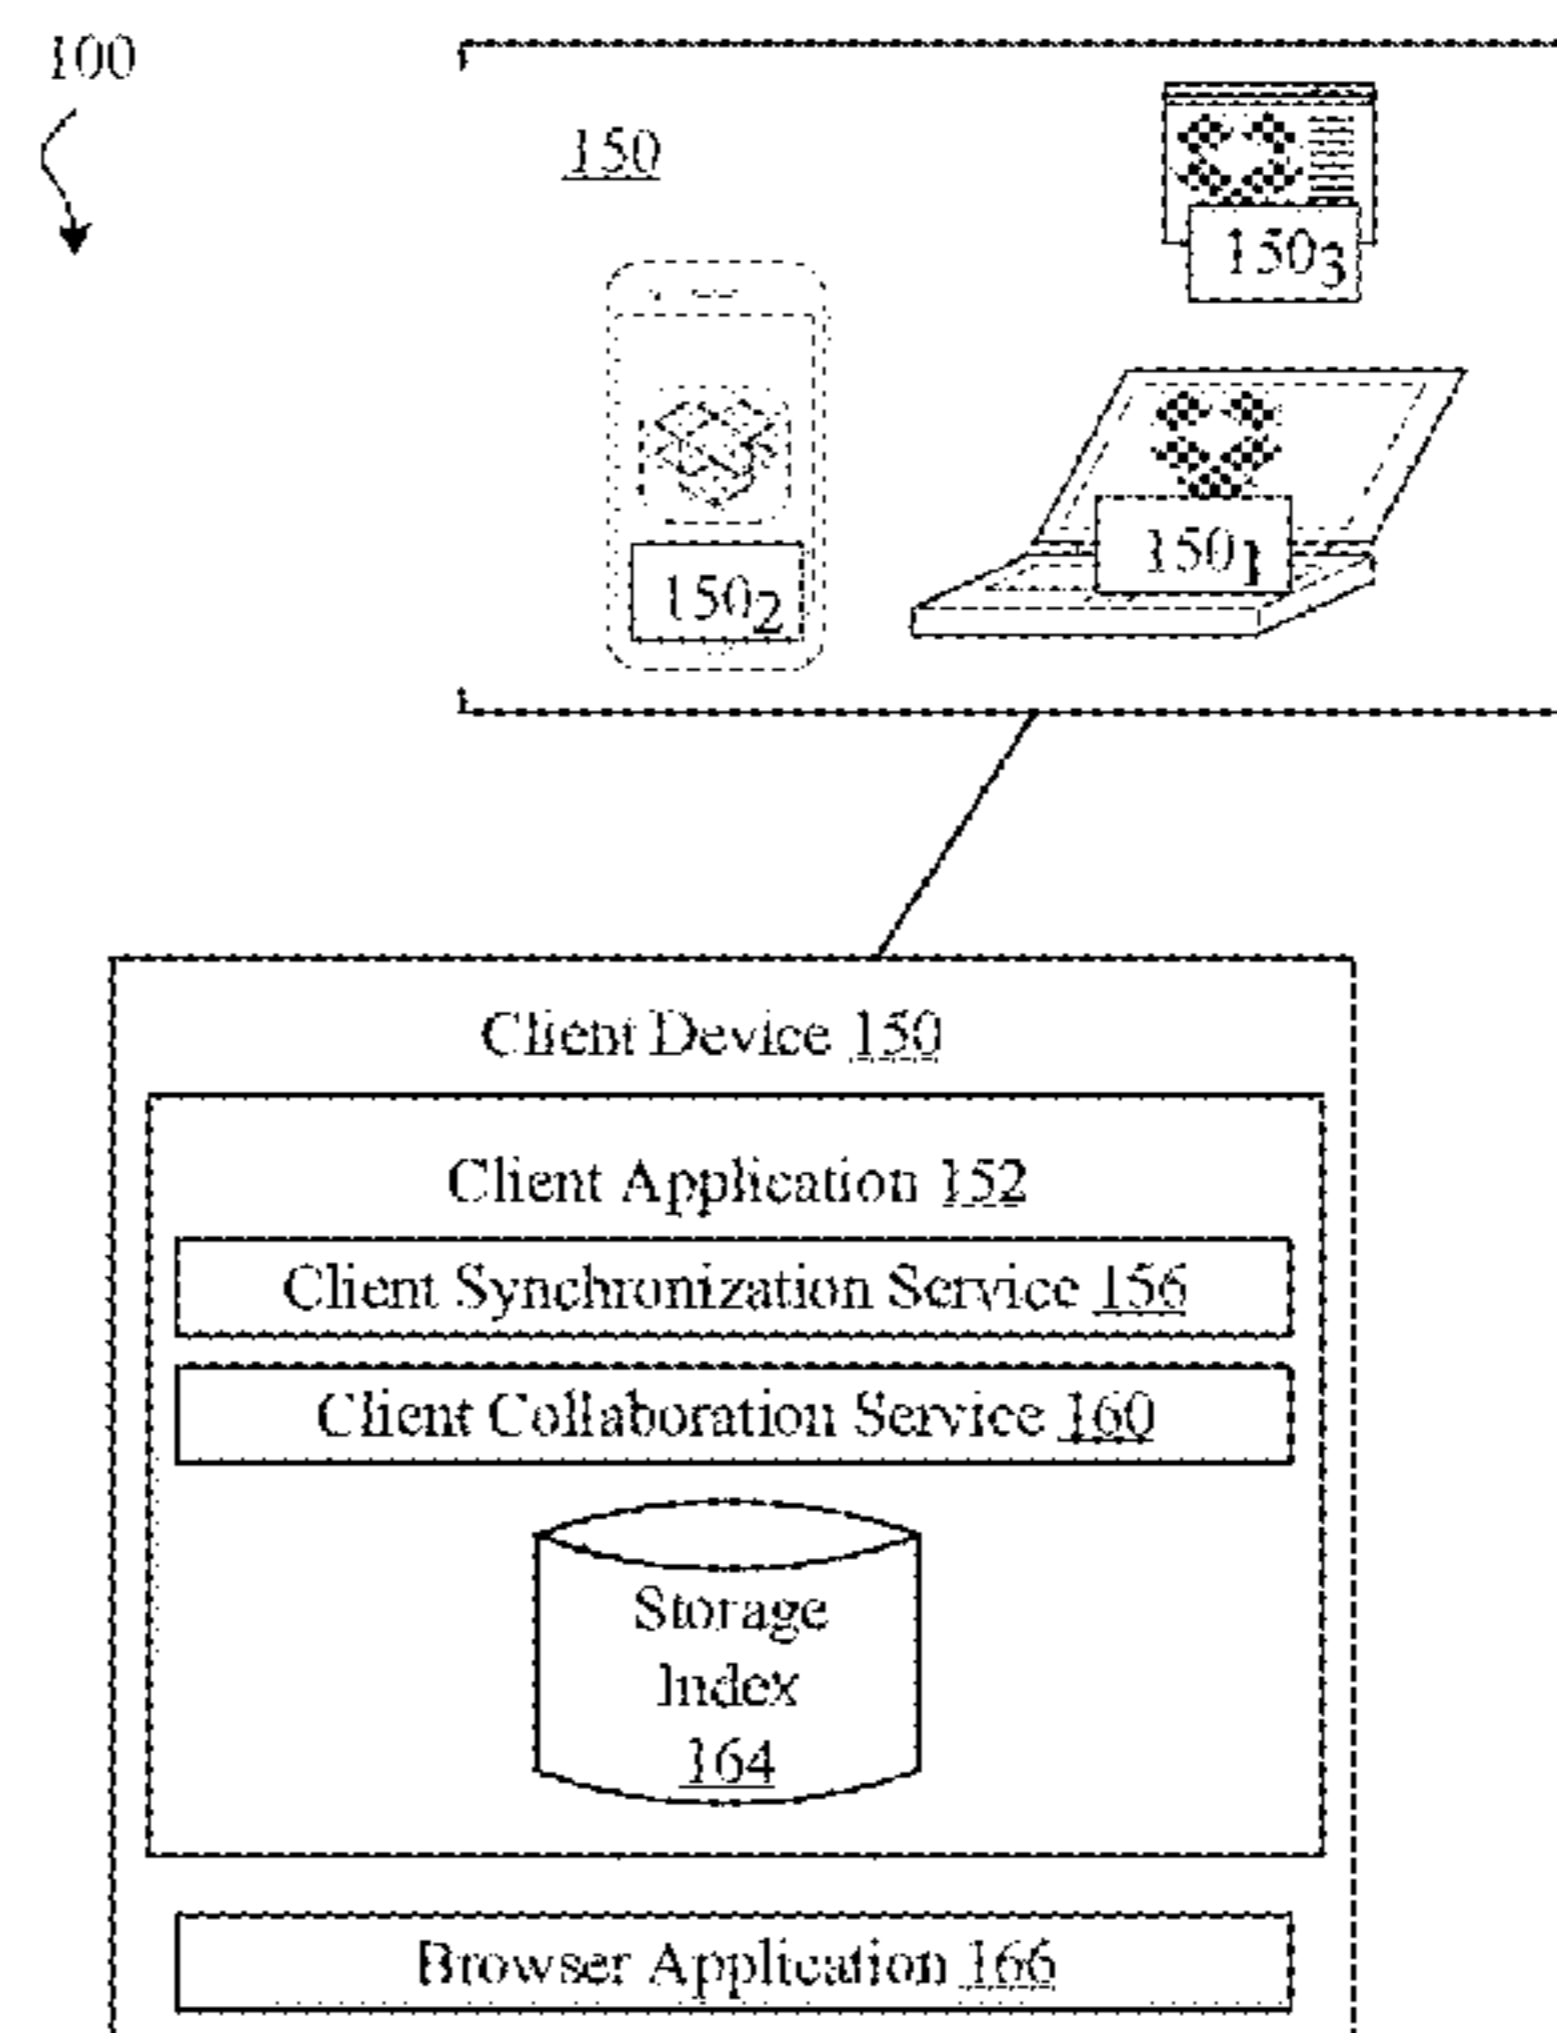 100
150
150₃
150₁
150₂
Client Device 150
Client Application 152
Client Synchronization Service 156
Client Collaboration Service 160
Storage
Index
164
Browser Application 166